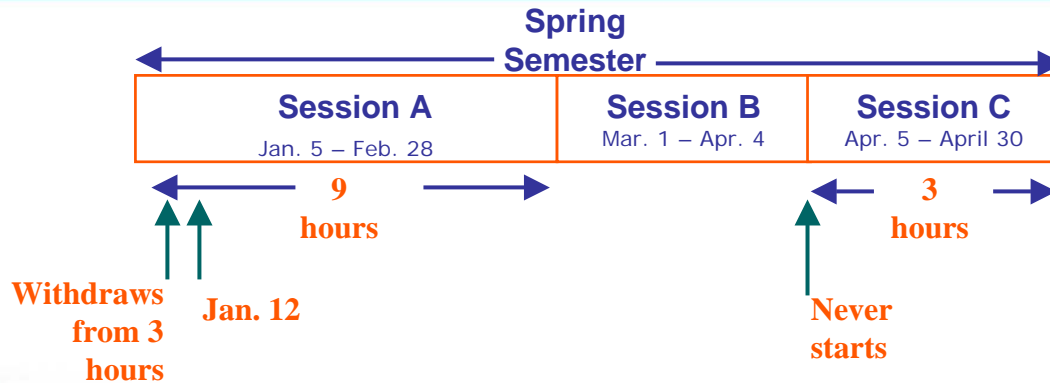 Spring
Semester
Session A
Jan. 5 – Feb. 28
Session B
Mar. 1 – Apr. 4
Session C
Apr. 5 – April 30
9
hours
3
hours
Withdraws
from 3
hours
Jan. 12
Never
starts